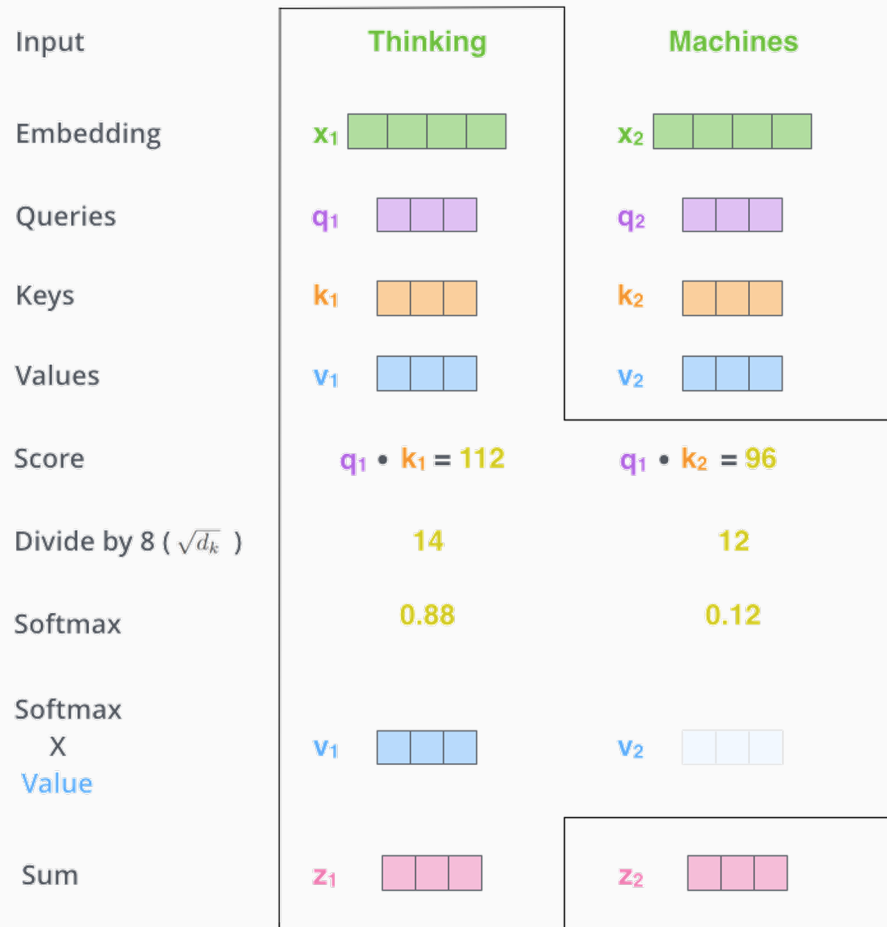 Input Thinking Machines
Embedding x₁ x₂
Queries q₁ q₂
Keys k₁ k₂
Values v₁ v₂
Score q₁ • k₁ = 112 q₁ • k₂ = 96
Divide by 8 ( √dₖ ) 14 12
Softmax 0.88 0.12
Softmax
X v₁ v₂
Value
Sum z₁ z₂